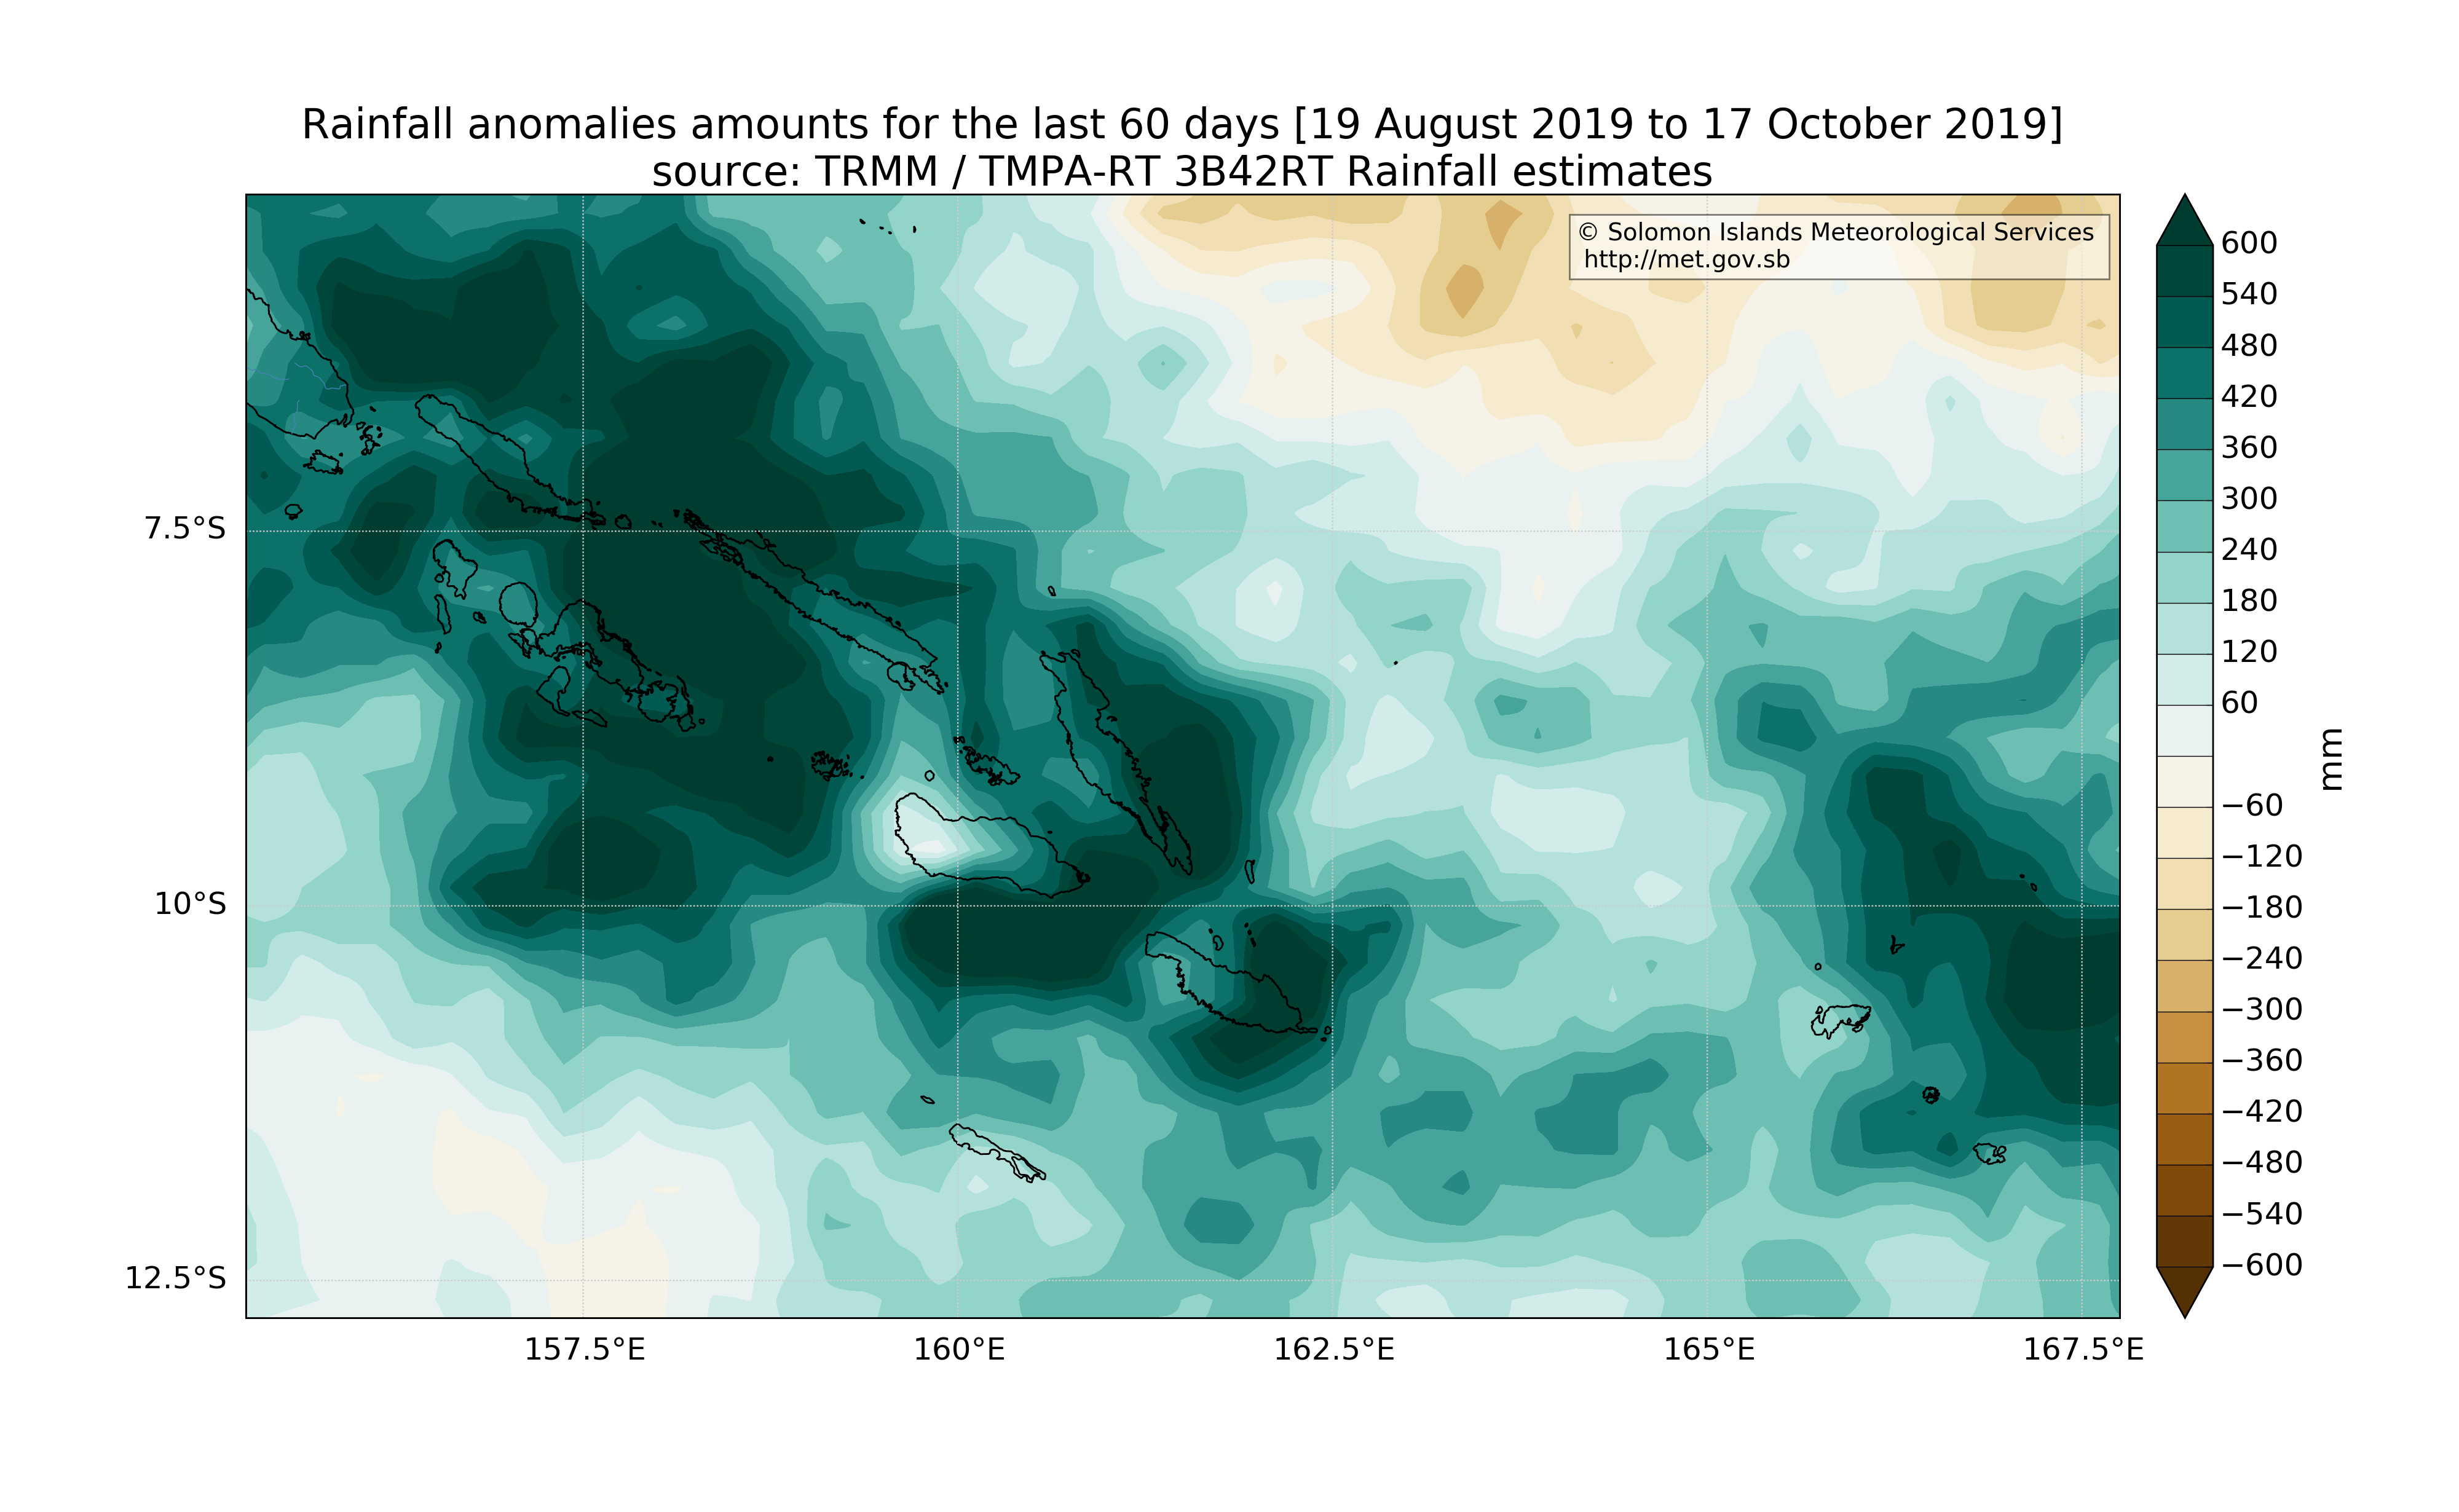 Rainfall anomalies amounts for the last 60 days [19 August 2019 to 17 October 2019]
source: TRMM / TMPA-RT 3B42RT Rainfall estimates
© Solomon Islands Meteorological Services
http://met.gov.sb
7.5°S
10°S
12.5°S
157.5°E
160°E
162.5°E
165°E
167.5°E
600
540
480
420
360
300
240
180
120
60
−60
−120
−180
−240
−300
−360
−420
−480
−540
−600
mm